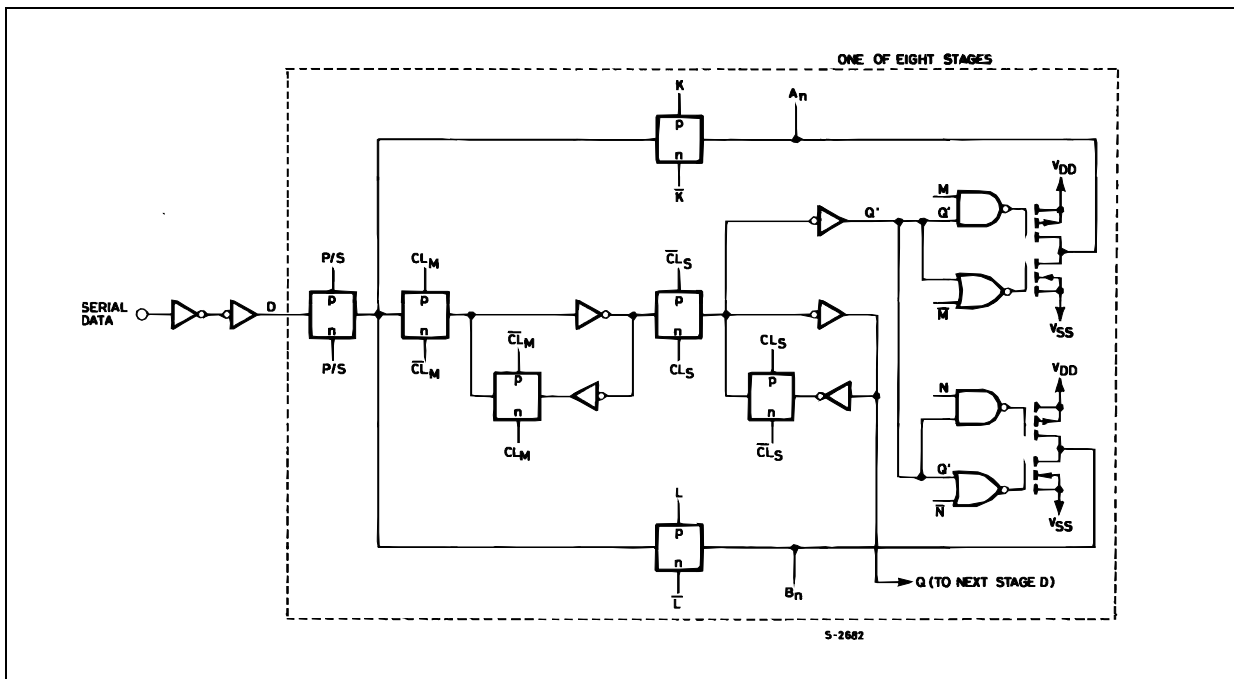 ONE OF EIGHT STAGES
K
An
p
n
K̅
VDD
M
Q'
Q'
M̅
VSS
P/S
CLM
C̅L̅S
SERIAL DATA
D
p
n
p
n
p
n
P/S
C̅L̅M
C̅L̅M
CLS
CLS
p
n
p
n
CLM
C̅L̅S
VDD
N
Q'
N̅
VSS
L
p
n
L̅
Bn
Q (TO NEXT STAGE D)
S-2682